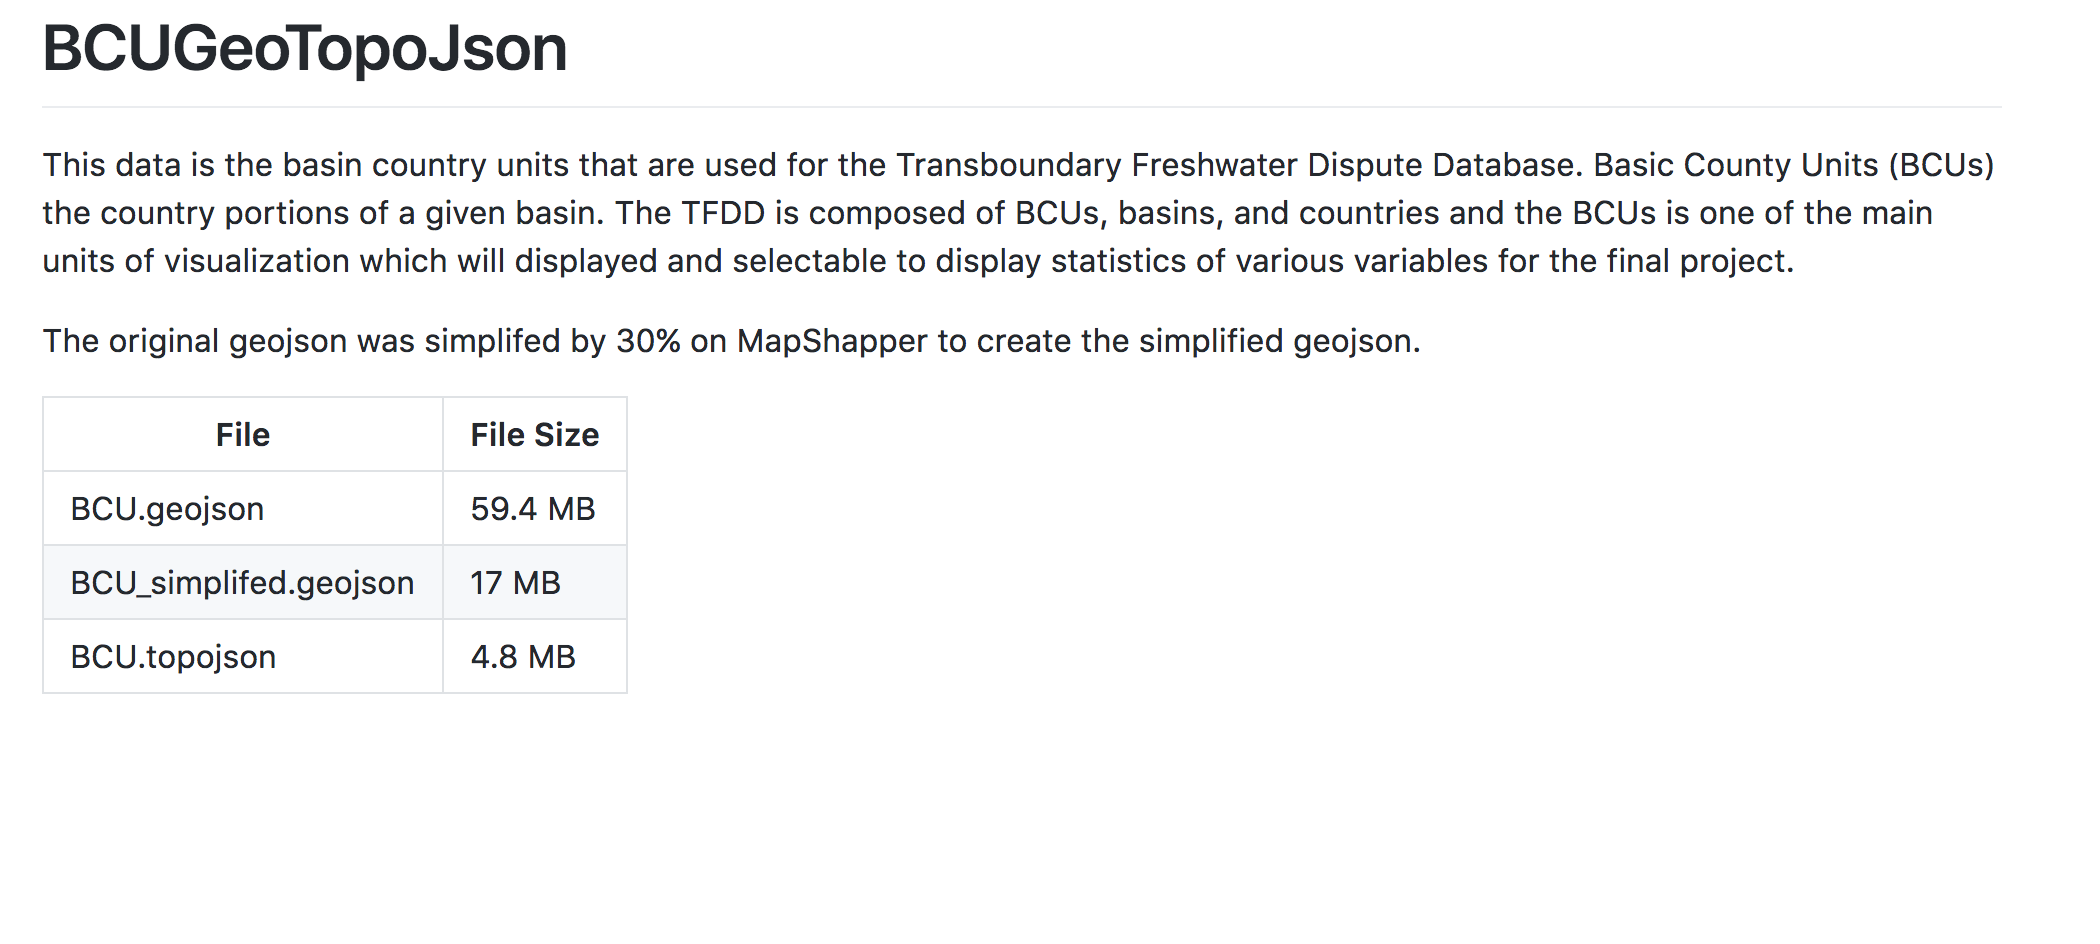 BCUGeoTopoJson
This data is the basin country units that are used for the Transboundary Freshwater Dispute Database. Basic County Units (BCUs)
the country portions of a given basin. The TFDD is composed of BCUs, basins, and countries and the BCUs is one of the main
units of visualization which will displayed and selectable to display statistics of various variables for the final project.
The original geojson was simplifed by 30% on MapShapper to create the simplified geojson.
File File Size
BCU.geojson 59.4 MB
BCU_simplifed.geojson 17 MB
BCU.topojson 4.8 MB